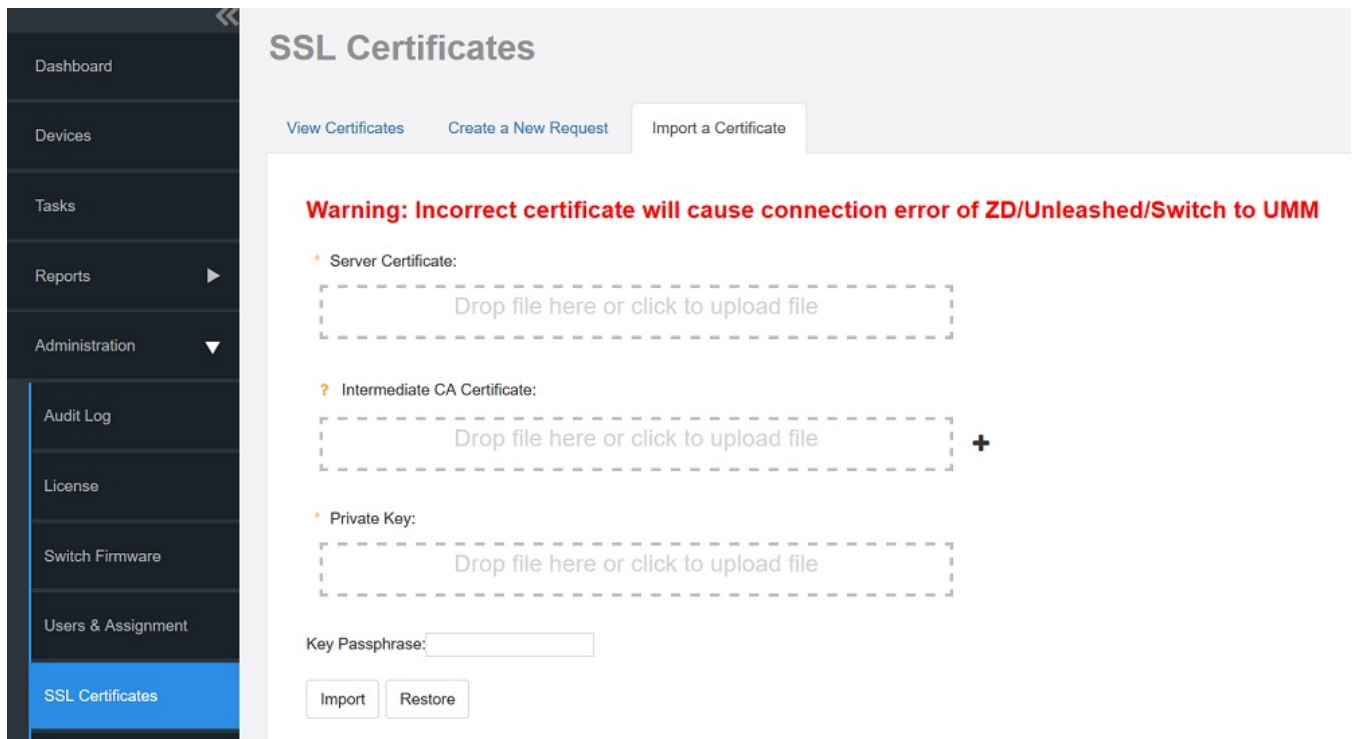 SSL Certificates
Dashboard
Devices
Tasks
Reports
Administration
Audit Log
License
Switch Firmware
Users & Assignment
SSL Certificates
View Certificates
Create a New Request
Import a Certificate
Warning: Incorrect certificate will cause connection error of ZD/Unleashed/Switch to UMM
* Server Certificate:
Drop file here or click to upload file
? Intermediate CA Certificate:
Drop file here or click to upload file
* Private Key:
Drop file here or click to upload file
Key Passphrase:
Import
Restore